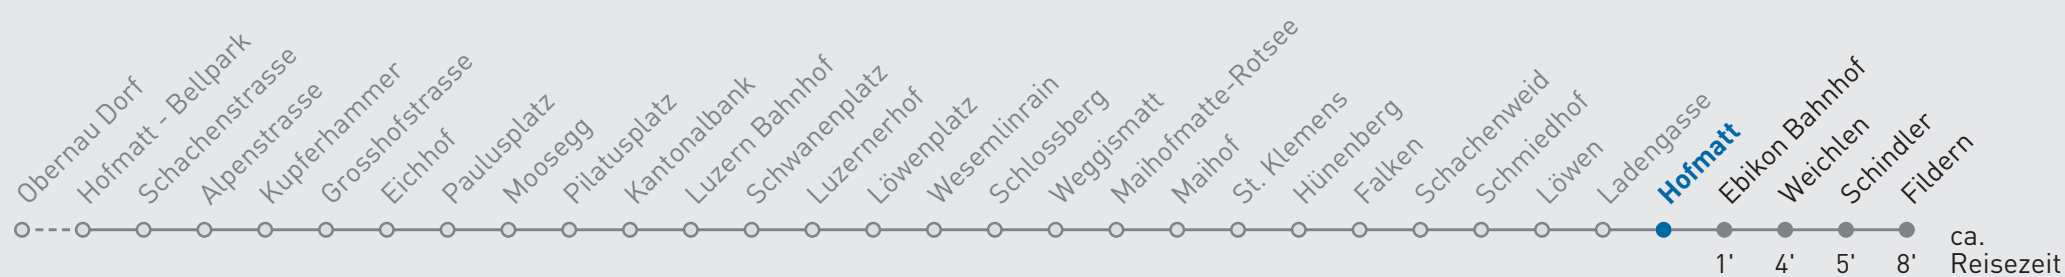 Obernau Dorf
Hofmatt - Bellpark
Schachenstrasse
Alpenstrasse
Kupferhammer
Grosshofstrasse
Eichhof
Paulusplatz
Moosegg
Pilatusplatz
Kantonalbank
Luzern Bahnhof
Schwanenplatz
Luzernerhof
Löwenplatz
Wesemlinrain
Schlossberg
Weggismatt
Maihofmatte-Rotsee
Maihof
St. Klemens
Hünenberg
Falken
Schachenweid
Schmiedhof
Löwen
Ladengasse
Hofmatt
Ebikon Bahnhof
Weichlen
Schindler
Fildern
1' 4' 5' 8'
ca.
Reisezeit